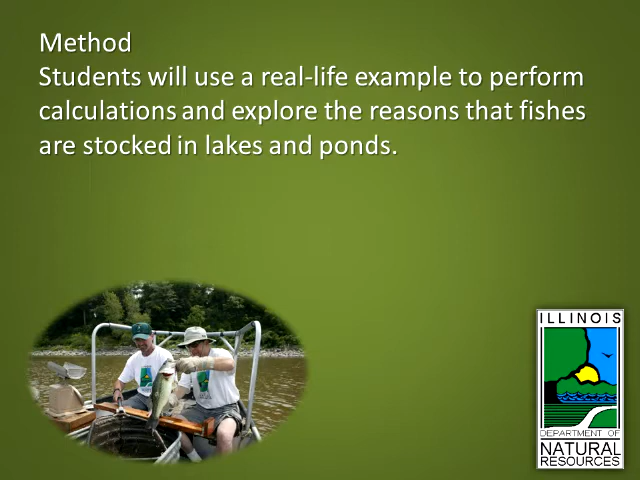 Method
Students will use a real-life example to perform
calculations and explore the reasons that fishes
are stocked in lakes and ponds.
ILLINOIS
DEPARTMENT OF
NATURAL
RESOURCES